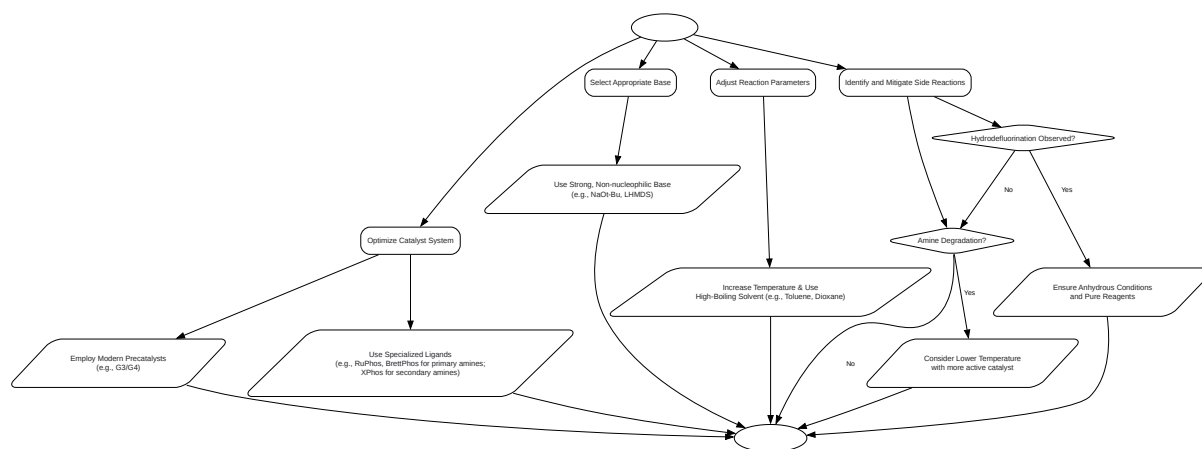 Select Appropriate Base
Adjust Reaction Parameters
Identify and Mitigate Side Reactions
Hydrodefluorination Observed?
Use Strong, Non-nucleophilic Base
(e.g., NaOt-Bu, LHMDS)
No
Yes
Optimize Catalyst System
Amine Degradation?
Increase Temperature & Use
High-Boiling Solvent (e.g., Toluene, Dioxane)
Yes
Ensure Anhydrous Conditions
and Pure Reagents
Employ Modern Precatalysts
(e.g., G3/G4)
Use Specialized Ligands
(e.g., RuPhos, BrettPhos for primary amines;
XPhos for secondary amines)
No
Consider Lower Temperature
with more active catalyst